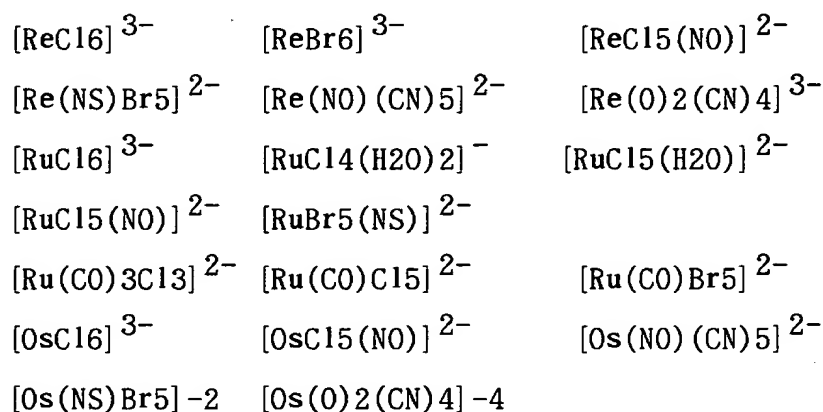 [ReCl6]³⁻ [ReBr6]³⁻ [ReCl5(NO)]²⁻
[Re(NS)Br5]²⁻ [Re(NO)(CN)5]²⁻ [Re(O)2(CN)4]³⁻
[RuCl6]³⁻ [RuCl4(H2O)2]⁻ [RuCl5(H2O)]²⁻
[RuCl5(NO)]²⁻ [RuBr5(NS)]²⁻
[Ru(CO)3Cl3]²⁻ [Ru(CO)Cl5]²⁻ [Ru(CO)Br5]²⁻
[OsCl6]³⁻ [OsCl5(NO)]²⁻ [Os(NO)(CN)5]²⁻
[Os(NS)Br5]-2 [Os(O)2(CN)4]-4